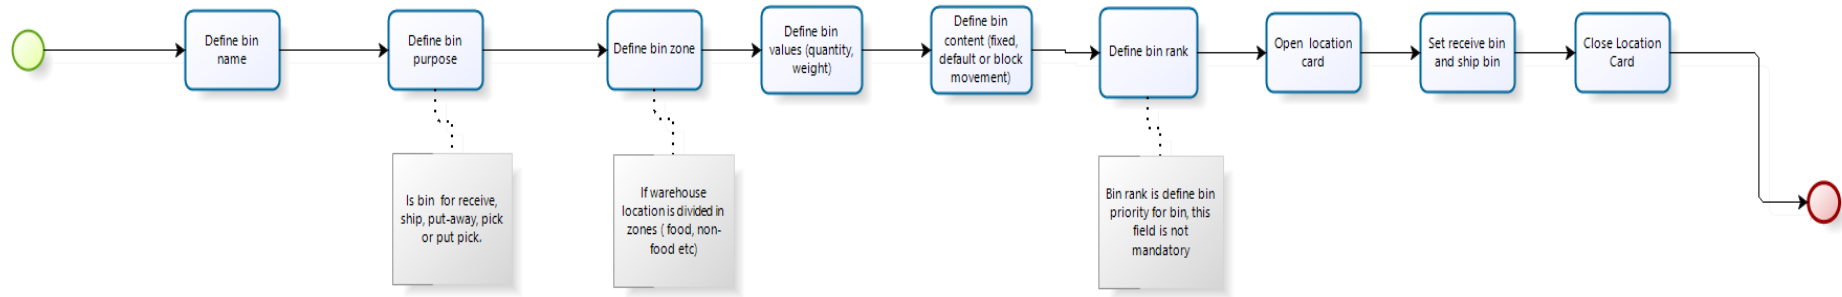 Define bin
name
Define bin
purpose
Define bin zone
Define bin
values (quantity,
weight)
Define bin
content (fixed,
default or block
movement)
Define bin rank
Open  location
card
Set receive bin
and ship bin
Close Location
Card
Is bin  for receive,
ship, put-away, pick
or put pick.
If warehouse
location is divided in
zones ( food, non-
food etc)
Bin rank is define bin
priority for bin, this
field is not
mandatory